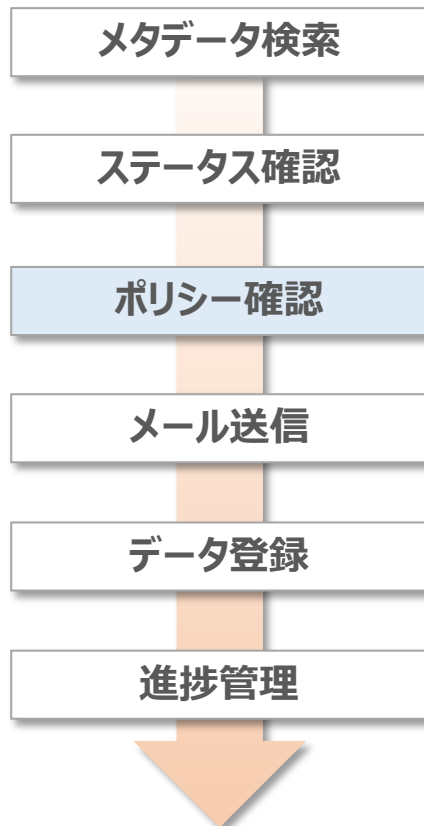 メタデータ検索
ステータス確認
ポリシー確認
メール送信
データ登録
進捗管理